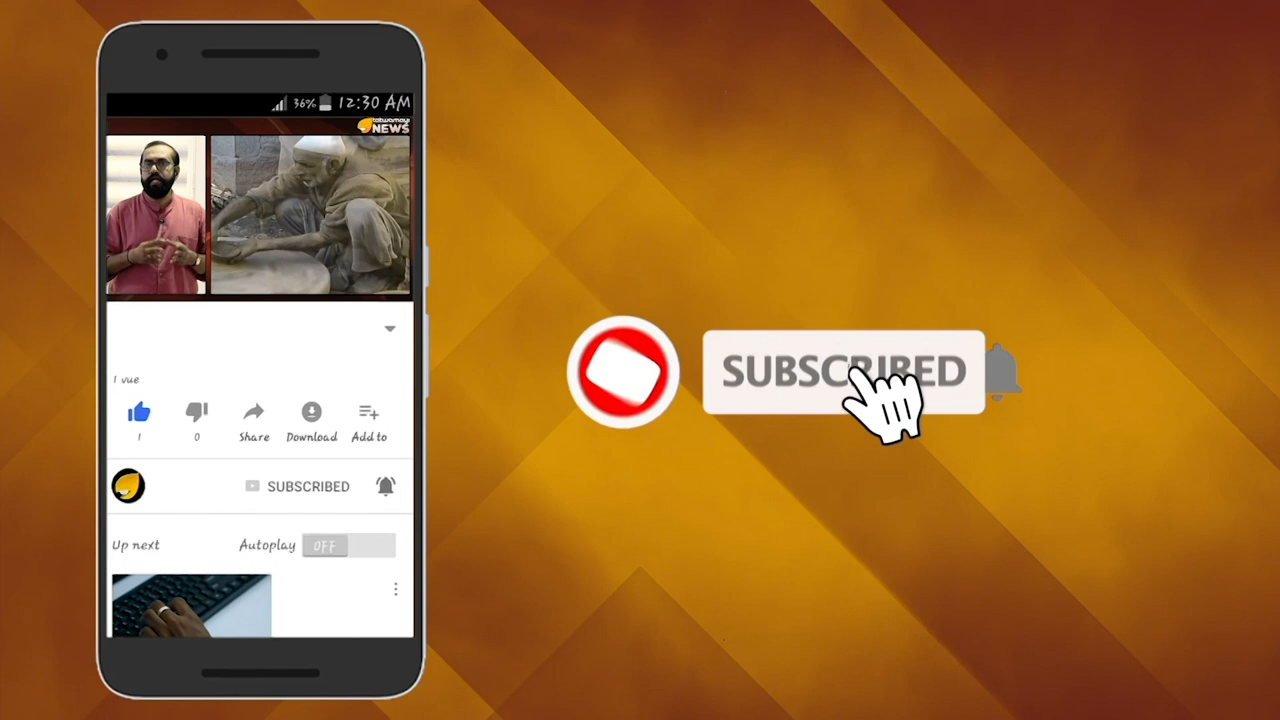 36% 12:30 AM
tatwamayi
NEWS
1 vue
1
0
Share
Download
Add to
SUBSCRIBED
Up next
Autoplay
OFF
SUBSCRIBED